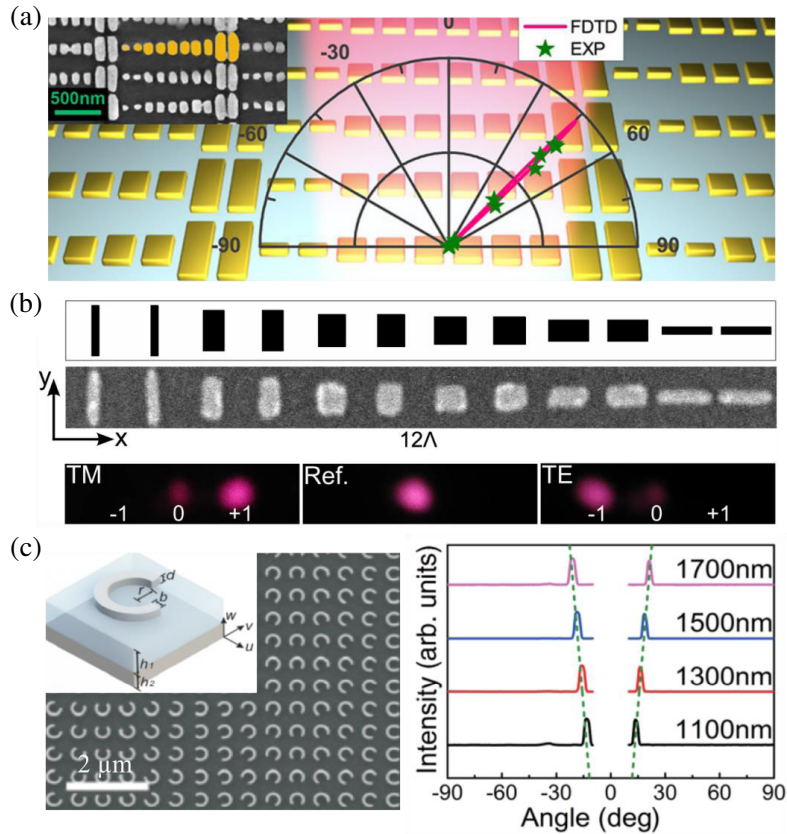 (a)
500nm
FDTD
EXP
0
-30
-60
60
-90
90
(b)
y
x
12Λ
TM
-1 0 +1
Ref.
TE
-1 0 +1
(c)
d
r
b
w
v
u
h₁
h₂
2 μm
Intensity (arb. units)
1700nm
1500nm
1300nm
1100nm
-90 -60 -30 0 30 60 90
Angle (deg)